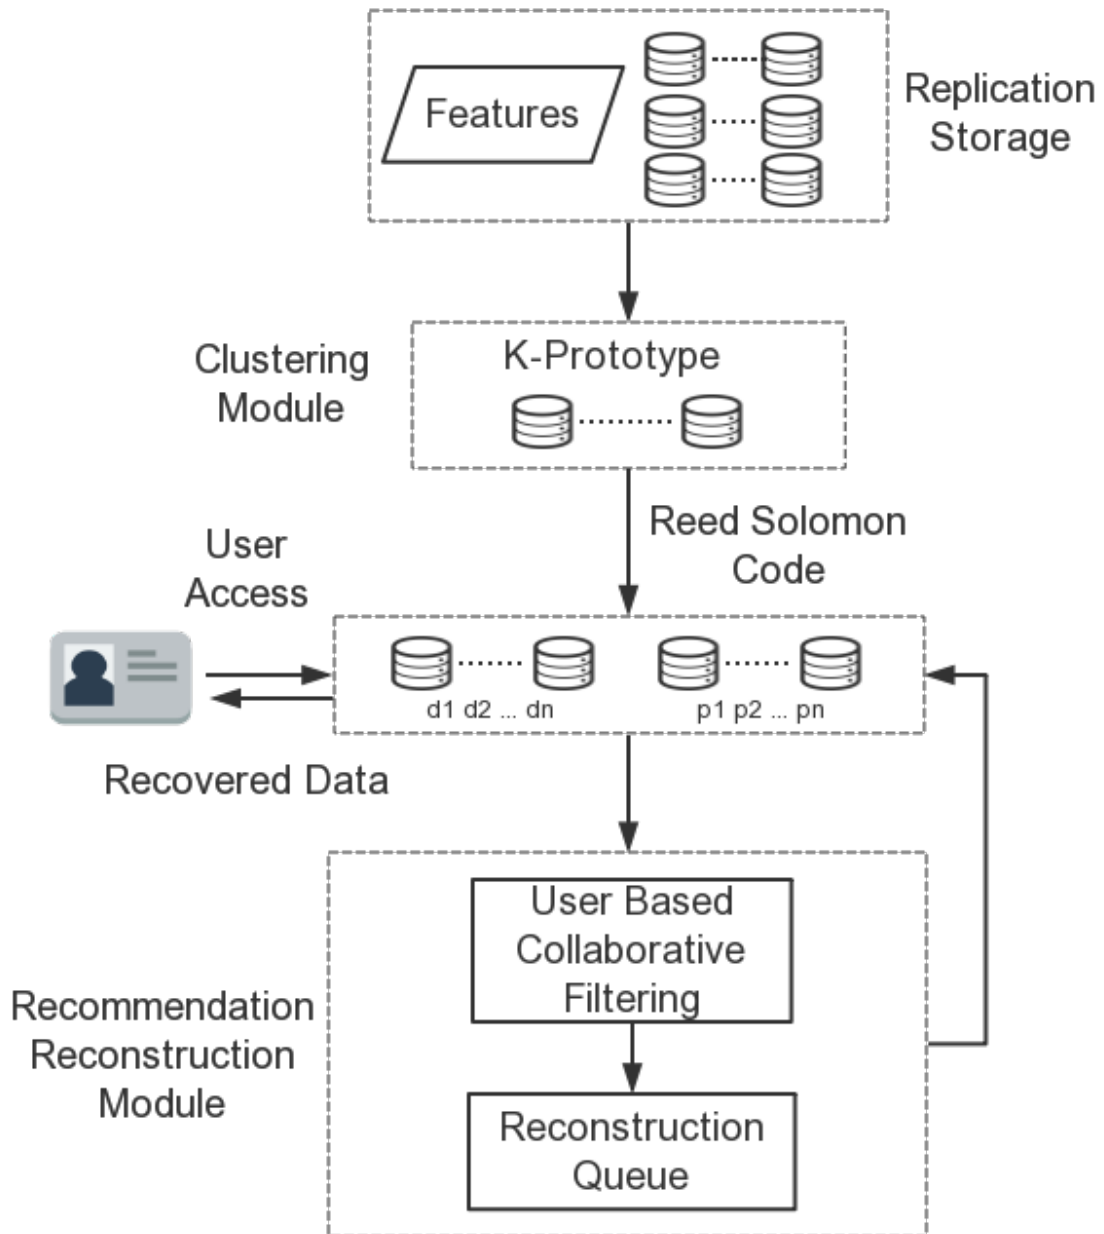 Features
Replication
Storage
Clustering
Module
K-Prototype
Reed Solomon
Code
User
Access
d1 d2 ... dn
p1 p2 ... pn
Recovered Data
Recommendation
Reconstruction
Module
User Based
Collaborative
Filtering
Reconstruction
Queue